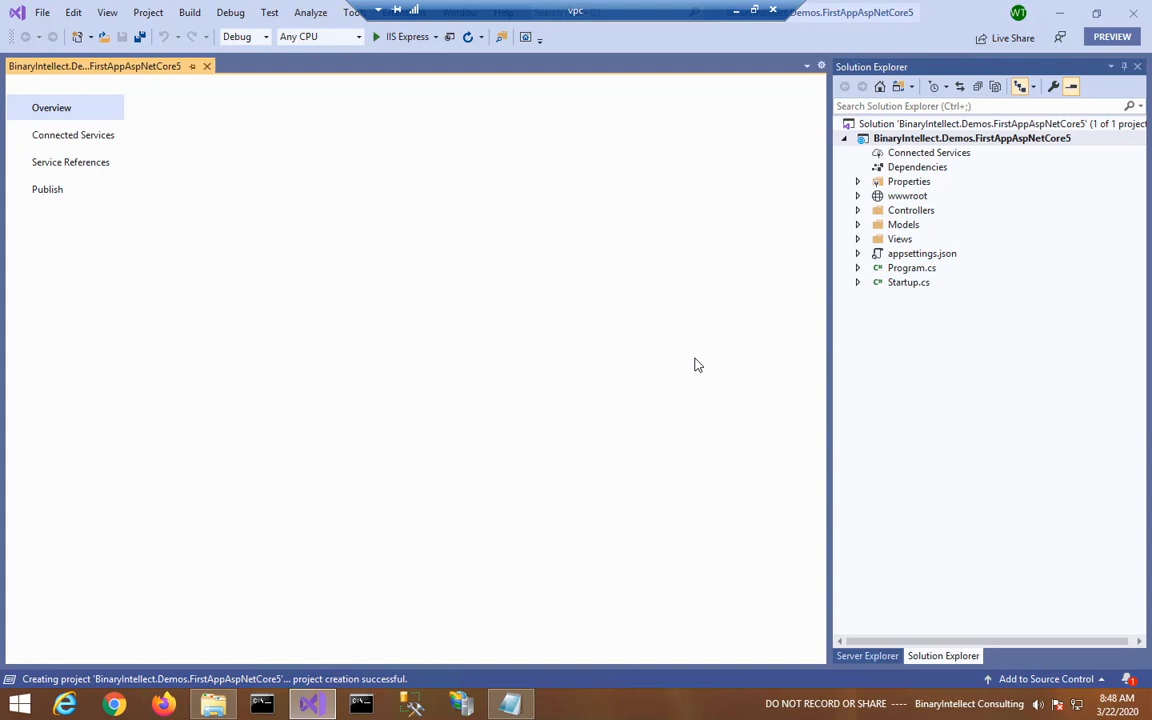 File Edit View Project Build Debug Test Analyze vpc .Demos.FirstAppAspNetCore5 WT
Debug Any CPU IIS Express Live Share PREVIEW
BinaryIntellect.De...FirstAppAspNetCore5
Solution Explorer
Search Solution Explorer (Ctrl+;)
Overview
Connected Services
Service References
Publish
Solution 'BinaryIntellect.Demos.FirstAppAspNetCore5' (1 of 1 project
BinaryIntellect.Demos.FirstAppAspNetCore5
Connected Services
Dependencies
Properties
wwwroot
Controllers
Models
Views
appsettings.json
C# Program.cs
C# Startup.cs
Server Explorer Solution Explorer
Creating project 'BinaryIntellect.Demos.FirstAppAspNetCore5'... project creation successful. Add to Source Control 1
DO NOT RECORD OR SHARE ---- BinaryIntellect Consulting
8:48 AM
3/22/2020